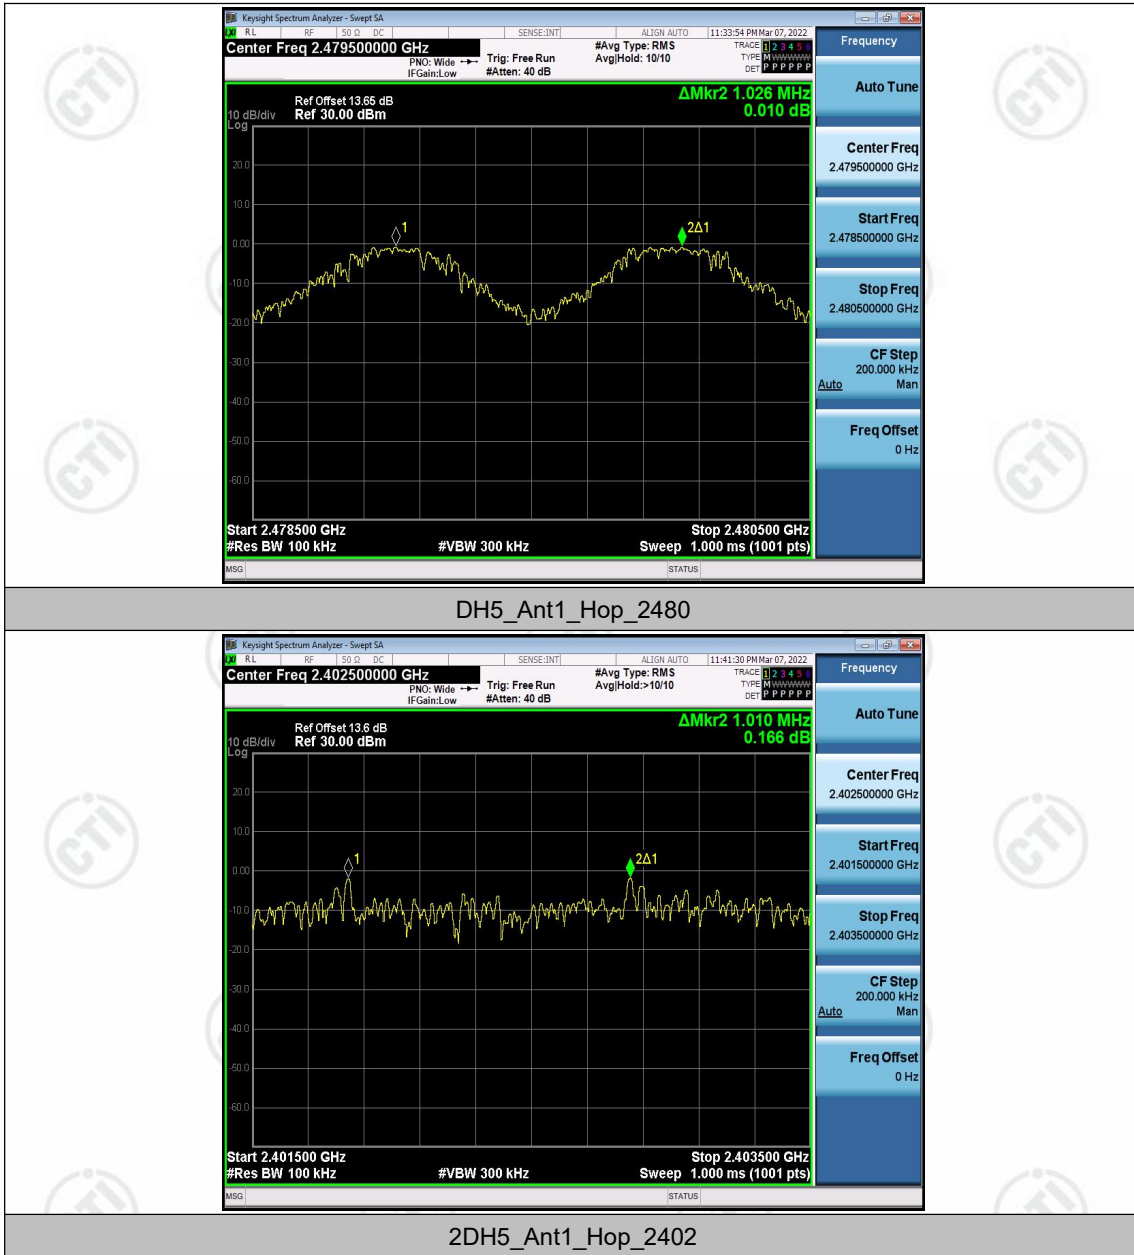 Keysight Spectrum Analyzer - Swept SA
LXI RL RF 50 Ω DC SENSE:INT ALIGN AUTO 11:33:54 PM Mar 07, 2022
Center Freq 2.479500000 GHz
PNO: Wide
IFGain:Low
Trig: Free Run
#Atten: 40 dB
#Avg Type: RMS
Avg|Hold: 10/10
TRACE 1 2 3 4 5 6
TYPE M WWWWW
DET P P P P P P
Ref Offset 13.65 dB
10 dB/div Ref 30.00 dBm
Log
ΔMkr2 1.026 MHz
0.010 dB
20.0
10.0
0.00
-10.0
-20.0
-30.0
-40.0
-50.0
-60.0
1
2Δ1
Start 2.478500 GHz Stop 2.480500 GHz
#Res BW 100 kHz #VBW 300 kHz Sweep 1.000 ms (1001 pts)
MSG STATUS
Frequency
Auto Tune
Center Freq
2.479500000 GHz
Start Freq
2.478500000 GHz
Stop Freq
2.480500000 GHz
CF Step
200.000 kHz
Auto Man
Freq Offset
0 Hz
DH5_Ant1_Hop_2480
Keysight Spectrum Analyzer - Swept SA
LXI RL RF 50 Ω DC SENSE:INT ALIGN AUTO 11:41:30 PM Mar 07, 2022
Center Freq 2.402500000 GHz
PNO: Wide
IFGain:Low
Trig: Free Run
#Atten: 40 dB
#Avg Type: RMS
Avg|Hold:>10/10
TRACE 1 2 3 4 5 6
TYPE M WWWWW
DET P P P P P P
Ref Offset 13.6 dB
10 dB/div Ref 30.00 dBm
Log
ΔMkr2 1.010 MHz
0.166 dB
20.0
10.0
0.00
-10.0
-20.0
-30.0
-40.0
-50.0
-60.0
1
2Δ1
Start 2.401500 GHz Stop 2.403500 GHz
#Res BW 100 kHz #VBW 300 kHz Sweep 1.000 ms (1001 pts)
MSG STATUS
Frequency
Auto Tune
Center Freq
2.402500000 GHz
Start Freq
2.401500000 GHz
Stop Freq
2.403500000 GHz
CF Step
200.000 kHz
Auto Man
Freq Offset
0 Hz
2DH5_Ant1_Hop_2402
CTI
CTI
CTI
CTI
CTI
CTI